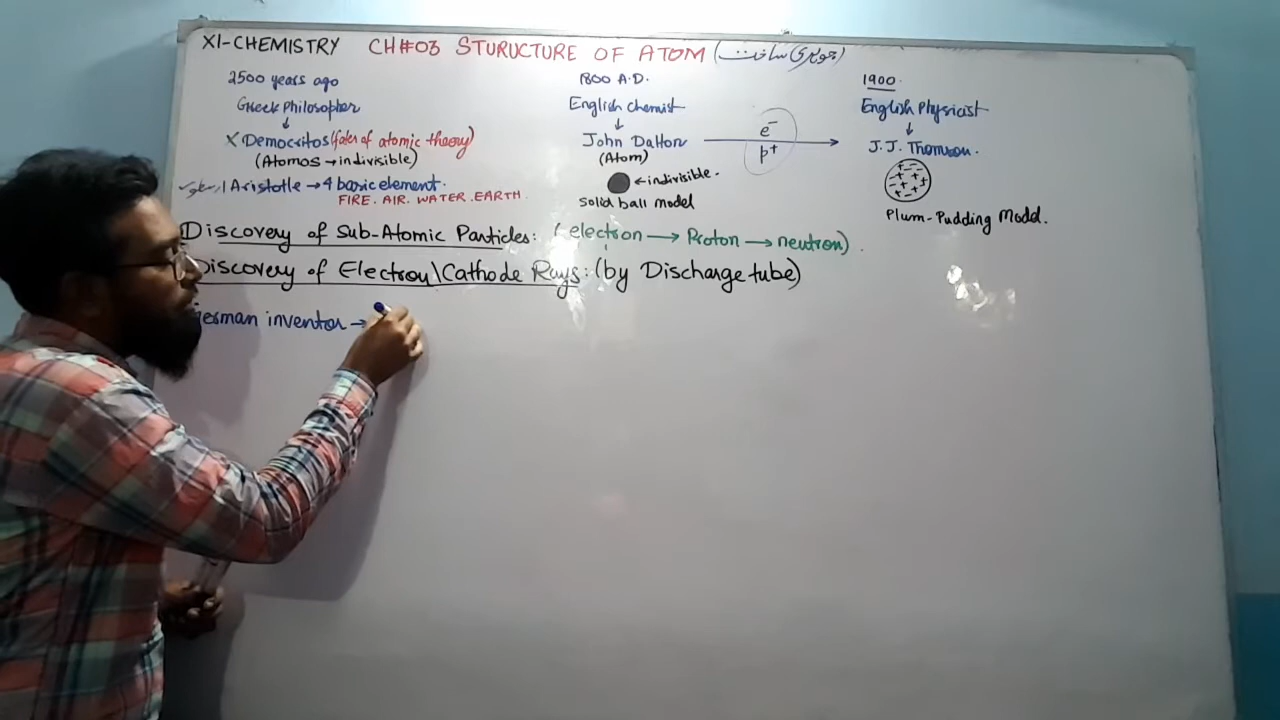 XI-CHEMISTRY CH#03 STURUCTURE OF ATOM (جوہری ساخت)
2500 years ago
Greek Philosopher
↓
X Democritos (father of atomic theory)
(Atomos → indivisible)
Aristotle → 4 basic element.
FIRE. AIR. WATER. EARTH
1800 A.D.
English chemist
↓
John Dalton
(Atom)
← indivisible.
Solid ball model
e⁻
p⁺
1900.
English Physicist
↓
J.J. Thomson.
Plum-Pudding Model.
Discovery of Sub-Atomic Particles: (electron → Proton → neutron).
Discovery of Electron\Cathode Rays: (by Discharge tube)
German inventor →